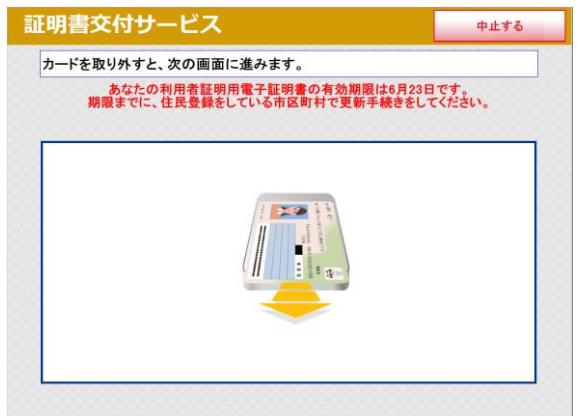 証明書交付サービス
中止する
カードを取り外すと、次の画面に進みます。
あなたの利用者証明用電子証明書の有効期限は6月23日です。
期限までに、住民登録をしている市区町村で更新手続きをしてください。